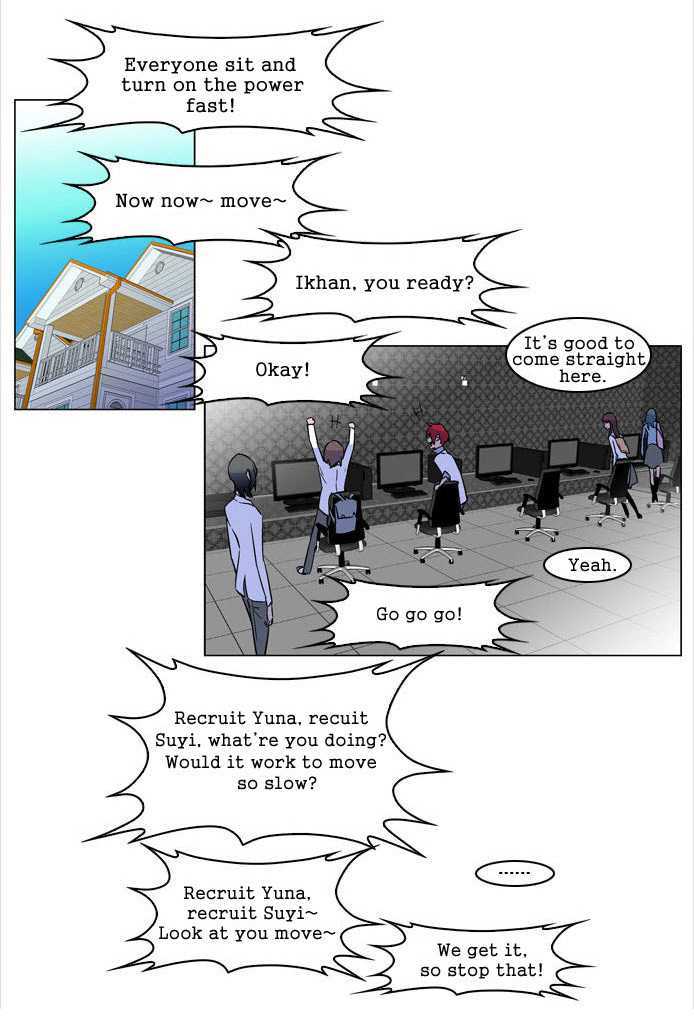 Everyone sit and
turn on the power
fast!
Now now~ move~
Ikhan, you ready?
Okay!
It's good to
come straight
here.
Yeah.
Go go go!
Recruit Yuna, recuit
Suyi, what're you doing?
Would it work to move
so slow?
Recruit Yuna,
recruit Suyi~
Look at you move~
------
We get it,
so stop that!